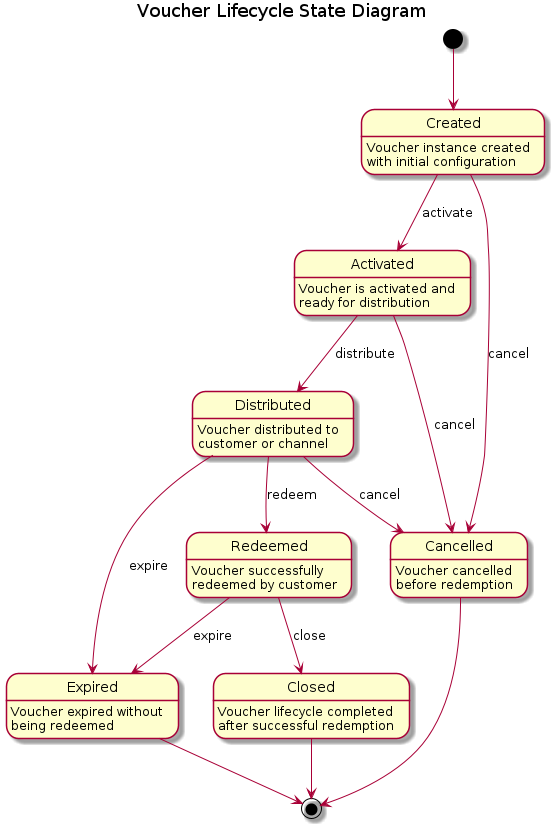 Voucher Lifecycle State Diagram
Created
Voucher instance created
with initial configuration
activate
Activated
Voucher is activated and
ready for distribution
distribute
cancel
cancel
Distributed
Voucher distributed to
customer or channel
redeem
cancel
expire
Redeemed
Voucher successfully
redeemed by customer
Cancelled
Voucher cancelled
before redemption
expire
close
Expired
Voucher expired without
being redeemed
Closed
Voucher lifecycle completed
after successful redemption